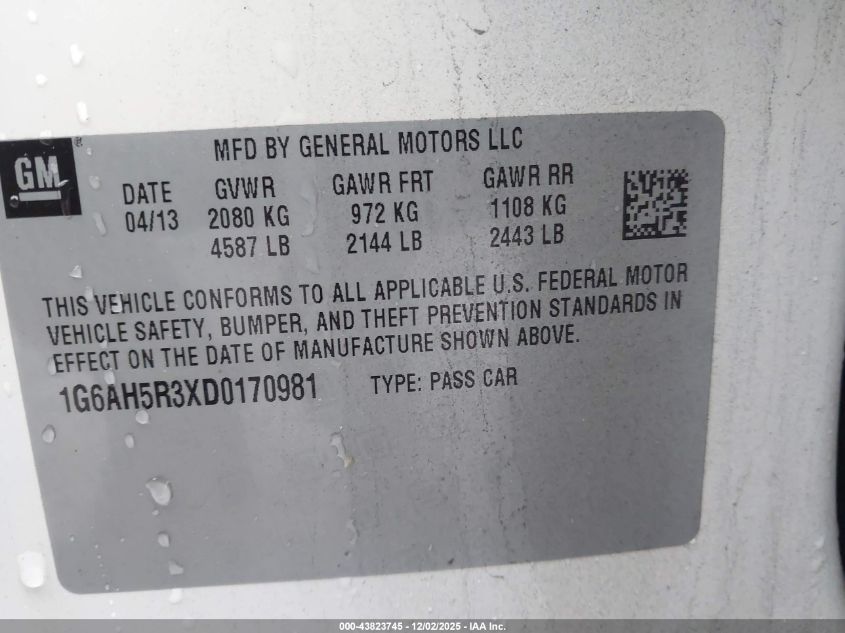 GM
MFD BY GENERAL MOTORS LLC
DATE GVWR GAWR FRT GAWR RR
04/13 2080 KG 972 KG 1108 KG
4587 LB 2144 LB 2443 LB
THIS VEHICLE CONFORMS TO ALL APPLICABLE U.S. FEDERAL MOTOR
VEHICLE SAFETY, BUMPER, AND THEFT PREVENTION STANDARDS IN
EFFECT ON THE DATE OF MANUFACTURE SHOWN ABOVE.
1G6AH5R3XD0170981 TYPE: PASS CAR
000-43823745 - 12/02/2025 - IAA Inc.